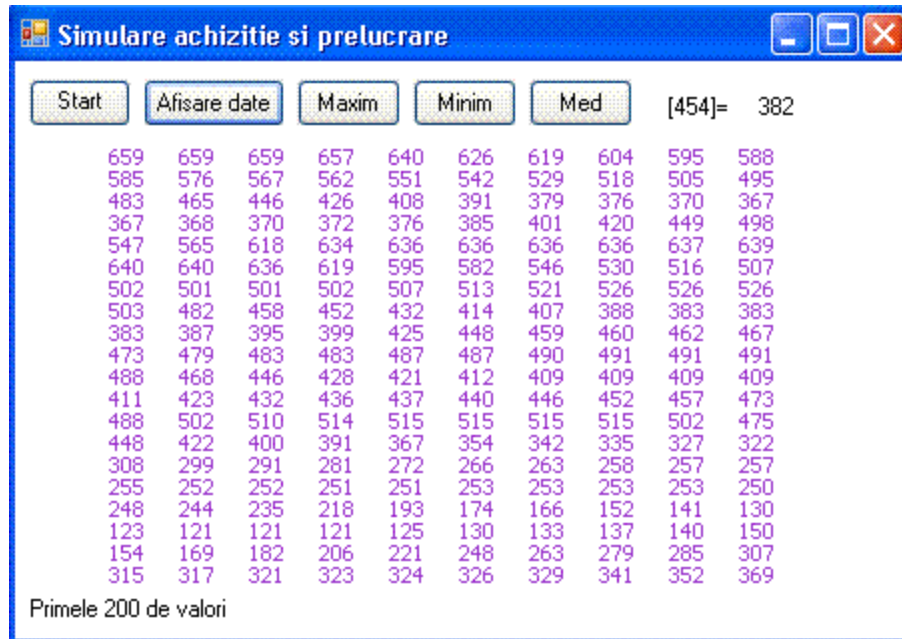 Simulare achizitie si prelucrare
Start Afisare date Maxim Minim Med [454]= 382
659 659 659 657 640 626 619 604 595 588
585 576 567 562 551 542 529 518 505 495
483 465 446 426 408 391 379 376 370 367
367 368 370 372 376 385 401 420 449 498
547 565 618 634 636 636 636 636 637 639
640 640 636 619 595 582 546 530 516 507
502 501 501 502 507 513 521 526 526 526
503 482 458 452 432 414 407 388 383 383
383 387 395 399 425 448 459 460 462 467
473 479 483 483 487 487 490 491 491 491
488 468 446 428 421 412 409 409 409 409
411 423 432 436 437 440 446 452 457 473
488 502 510 514 515 515 515 515 502 475
448 422 400 391 367 354 342 335 327 322
308 299 291 281 272 266 263 258 257 257
255 252 252 251 251 253 253 253 253 250
248 244 235 218 193 174 166 152 141 130
123 121 121 121 125 130 133 137 140 150
154 169 182 206 221 248 263 279 285 307
315 317 321 323 324 326 329 341 352 369
Primele 200 de valori